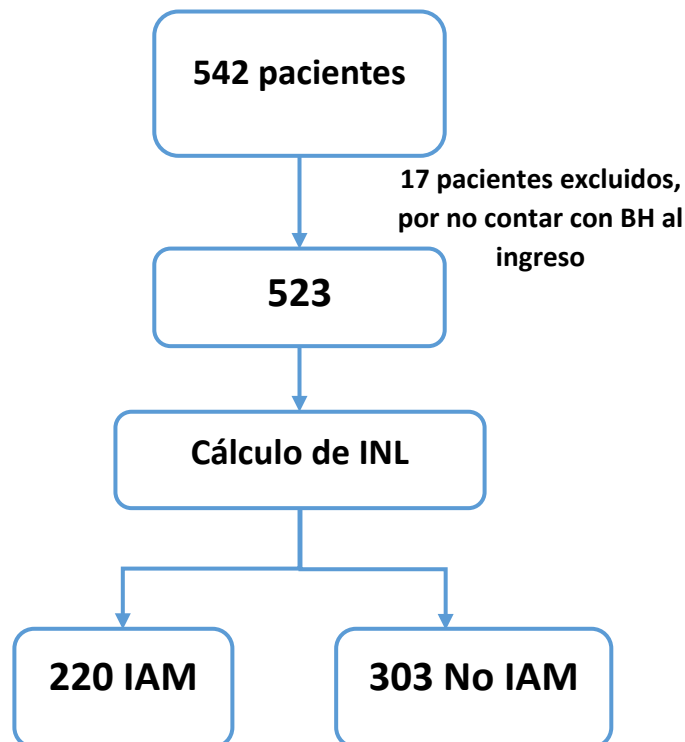 542 pacientes
17 pacientes excluidos,
por no contar con BH al
ingreso
523
Cálculo de INL
220 IAM
303 No IAM